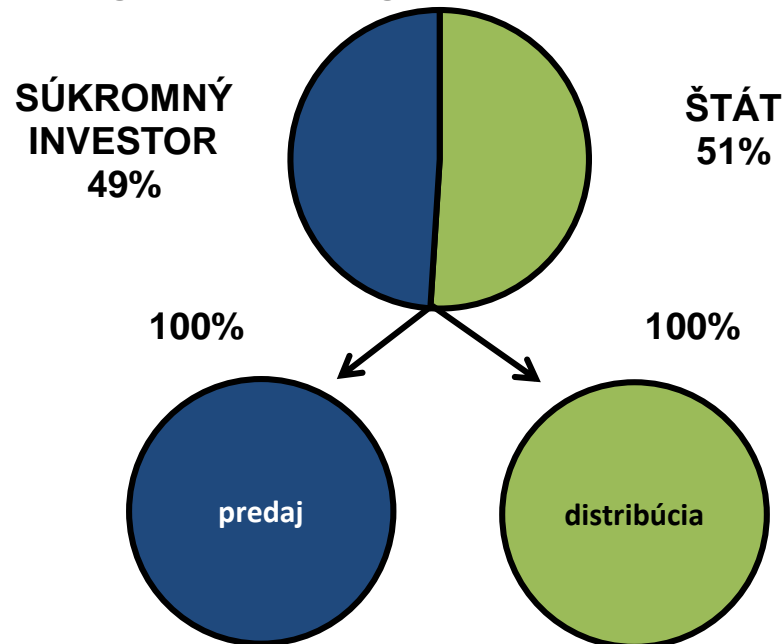 SÚKROMNÝ
INVESTOR
49%
ŠTÁT
51%
100%
100%
predaj
distribúcia